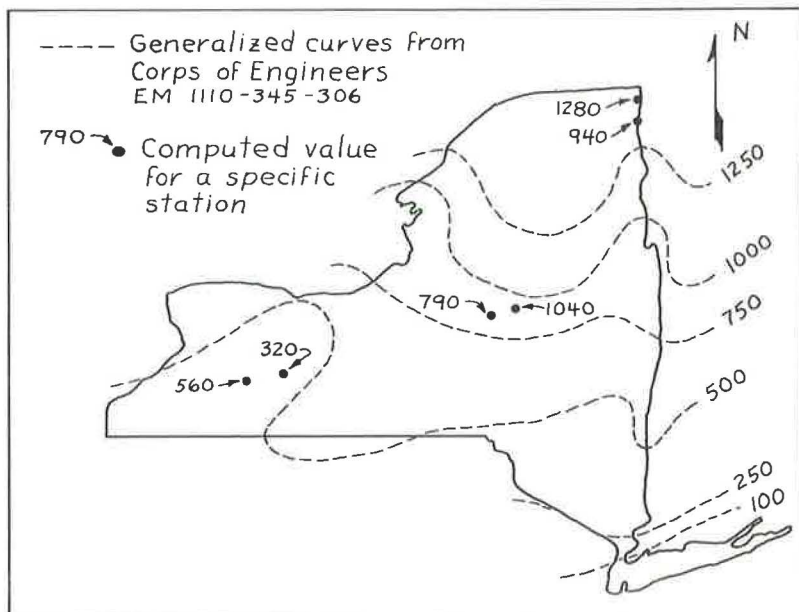 Generalized curves from
Corps of Engineers
EM 1110-345-306
790
Computed value
for a specific
station
N
1280
940
1250
1000
790
1040
750
320
560
500
250
100